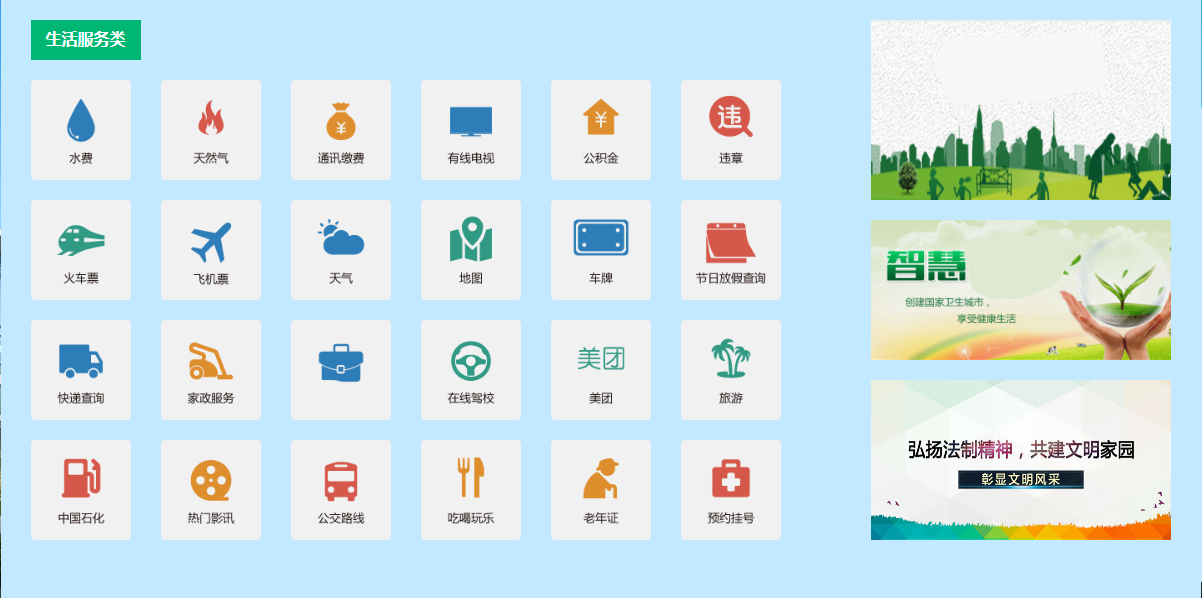 生活服务类
水费
天然气
¥
通讯缴费
有线电视
¥
公积金
违
违章
火车票
飞机票
天气
地图
车牌
节日放假查询
快递查询
家政服务
在线驾校
美团
美团
旅游
中国石化
热门影讯
公交路线
吃喝玩乐
老年证
预约挂号
智慧
创建国家卫生城市，
享受健康生活
弘扬法制精神，共建文明家园
彰显文明风采